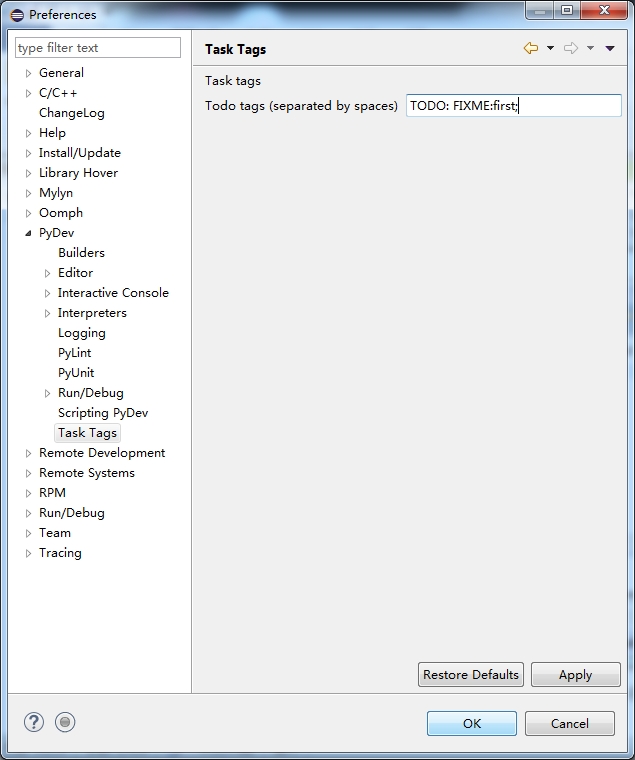 Preferences
type filter text
General
C/C++
ChangeLog
Help
Install/Update
Library Hover
Mylyn
Oomph
PyDev
Builders
Editor
Interactive Console
Interpreters
Logging
PyLint
PyUnit
Run/Debug
Scripting PyDev
Task Tags
Remote Development
Remote Systems
RPM
Run/Debug
Team
Tracing
Task Tags
Task tags
Todo tags (separated by spaces) TODO: FIXME:first;
Restore Defaults Apply
? OK Cancel